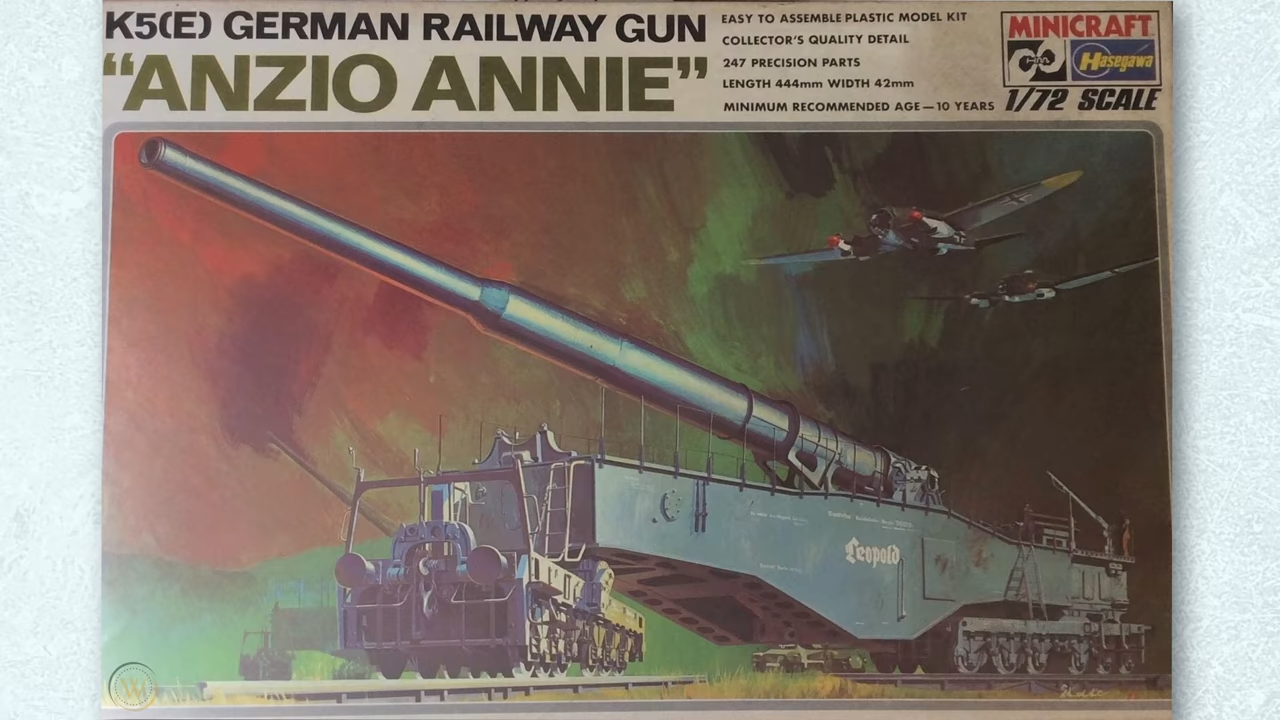 K5(E) GERMAN RAILWAY GUN
"ANZIO ANNIE"
EASY TO ASSEMBLE PLASTIC MODEL KIT
COLLECTOR'S QUALITY DETAIL
247 PRECISION PARTS
LENGTH 444mm WIDTH 42mm
MINIMUM RECOMMENDED AGE—10 YEARS
MINICRAFT
HM
Hasegawa
1/72 SCALE
Leopold
W